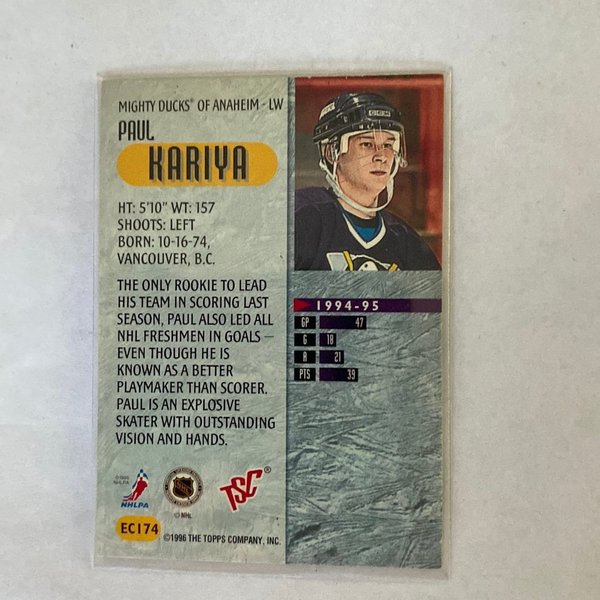 MIGHTY DUCKS® OF ANAHEIM - LW
PAUL
KARIYA
HT: 5'10" WT: 157
SHOOTS: LEFT
BORN: 10-16-74,
VANCOUVER, B.C.
THE ONLY ROOKIE TO LEAD
HIS TEAM IN SCORING LAST
SEASON, PAUL ALSO LED ALL
NHL FRESHMEN IN GOALS —
EVEN THOUGH HE IS
KNOWN AS A BETTER
PLAYMAKER THAN SCORER.
PAUL IS AN EXPLOSIVE
SKATER WITH OUTSTANDING
VISION AND HANDS.
1994-95
GP 47
G 18
A 21
PTS 39
NHLPA
NHLPA
© NHL
TSC®
EC174
©1996 THE TOPPS COMPANY, INC.